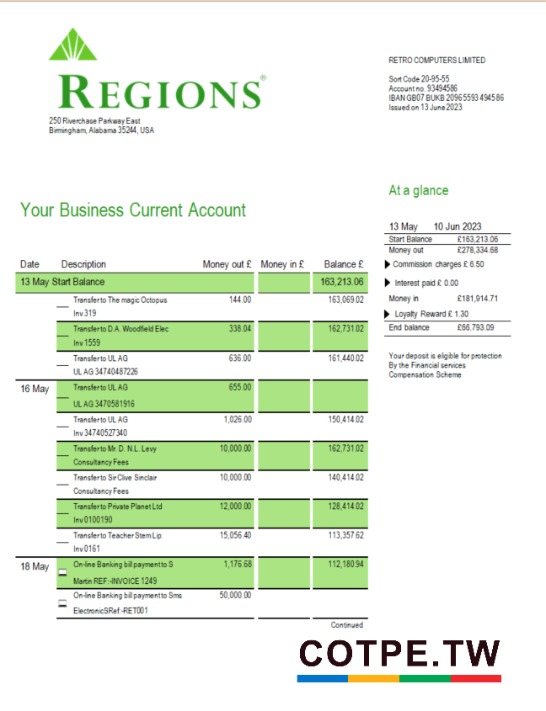 REGIONS®
250 Riverchase Parkway East
Birmingham, Alabama 35244, USA
RETRO COMPUTERS LIMITED
Sort Code 20-95-55
Account no. 93494586
IBAN GB07 BUKB 20965593 494586
Issued on 13 June 2023
Your Business Current Account
At a glance
13 May 10 Jun 2023
Start Balance £163,213.06
Money out £278,334.68
Commission charges £ 6.50
Interest paid £ 0.00
Money in £181,914.71
Loyalty Reward £ 1.30
End balance £66.793.09
Your deposit is eligible for protection
By the Financial services
Compensation Scheme
Date Description Money out £ Money in £ Balance £
13 May Start Balance 163,213.06
Transfer to The magic Octopus 144.00 163,069.02
Inv 319
Transfer to D.A. Woodfield Elec 338.04 162,731.02
Inv 1559
Transfer to UL AG 636.00 161,440.02
UL AG 34740487226
16 May Transfer to UL AG 655.00
UL AG 3470581916
Transfer to UL AG 1,026.00 150,414.02
Inv 34740527340
Transfer to Mr. D. N.L. Levy 10,000.00 162,731.02
Consultancy Fees
Transfer to Sir Clive Sinclair 10,000.00 140,414.02
Consultancy Fees
Transfer to Private Planet Ltd 12,000.00 128,414.02
Inv 0100190
Transfer to Teacher Stem Lip 15,056.40 113,357.62
Inv 0161
18 May On-line Banking bill payment to S 1,176.68 112,180.94
Martin REF:-INVOICE 1249
On-line Banking bill payment to Sms 50,000.00
ElectronicSRef:-RET001
Continued
COTPE.TW